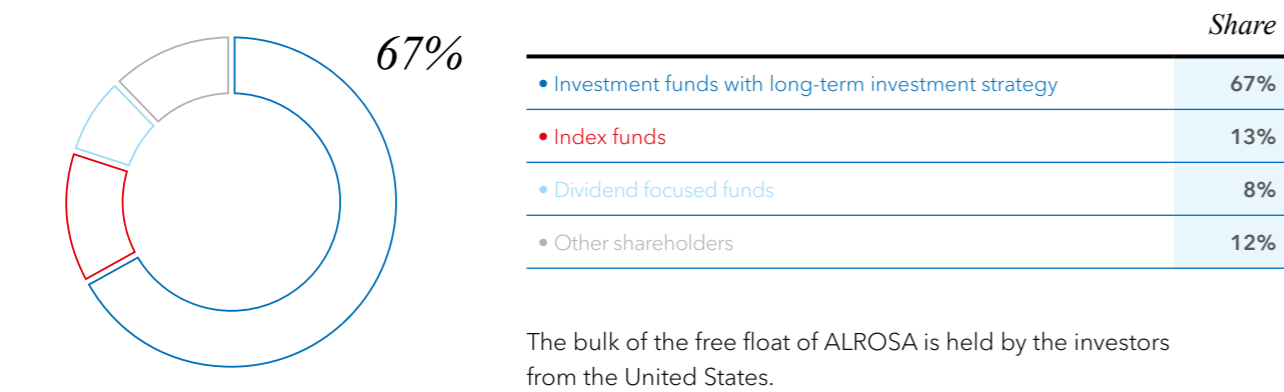 67%
Share
• Investment funds with long-term investment strategy 67%
• Index funds 13%
• Dividend focused funds 8%
• Other shareholders 12%
The bulk of the free float of ALROSA is held by the investors
from the United States.